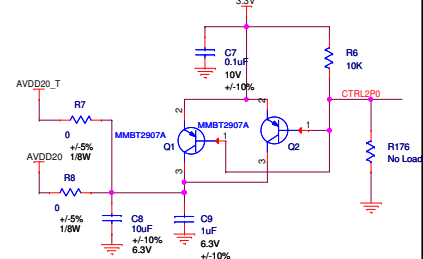 3.3V
C7
0.1uF
10V
+/-10%
R6
10K
AVDD20_T
CTRL2P0
R7
2
2
MMBT2907A
MMBT2907A
0
+/-5%
1/8W
Q1
1
Q2
1
R176
No Load
AVDD20
3
3
R8
0
+/-5%
1/8W
C8
10uF
+/-10%
6.3V
C9
1uF
6.3V
+/-10%